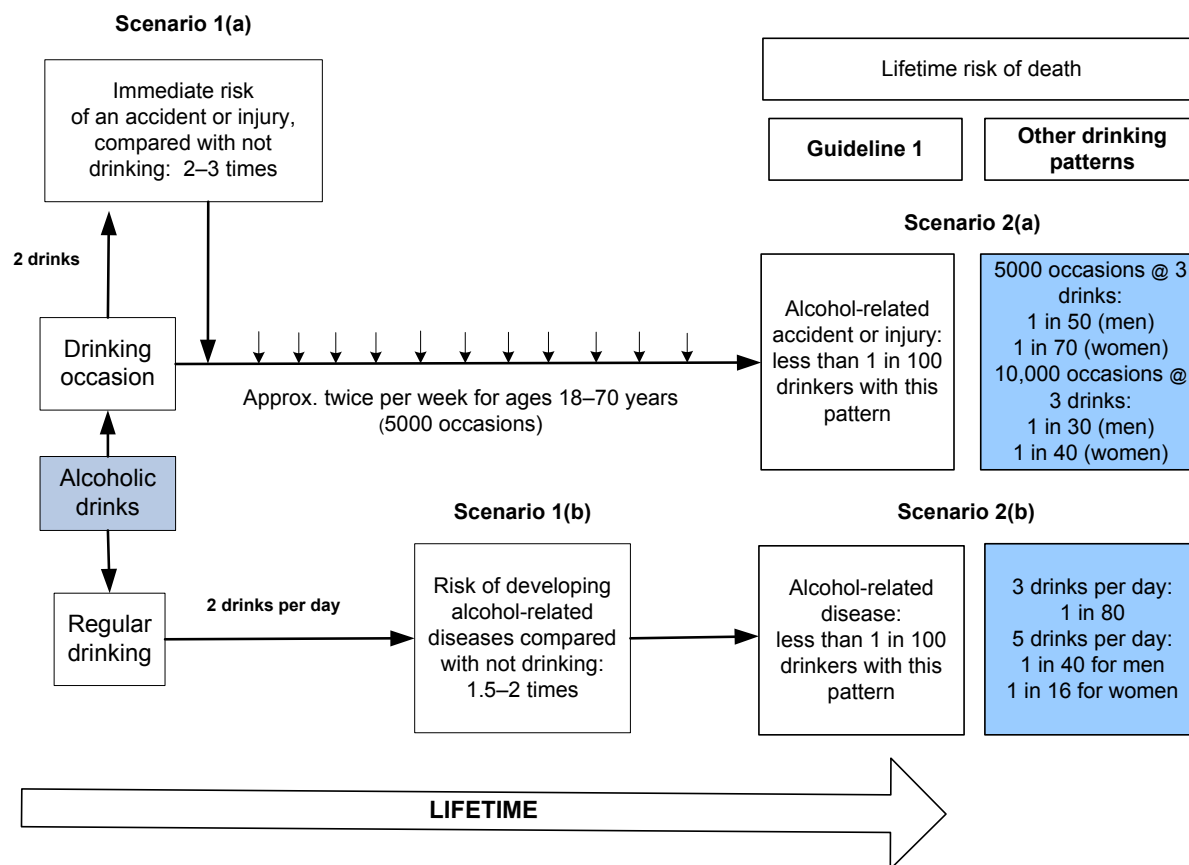 Scenario 1(a)
Immediate risk
of an accident or injury,
compared with not
drinking:  2–3 times
Lifetime risk of death
Guideline 1
Other drinking
patterns
2 drinks
Scenario 2(a)
Drinking
occasion
Approx. twice per week for ages 18–70 years
(5000 occasions)
Alcohol-related
accident or injury:
less than 1 in 100
drinkers with this
pattern
5000 occasions @ 3
drinks:
1 in 50 (men)
1 in 70 (women)
10,000 occasions @
3 drinks:
1 in 30 (men)
1 in 40 (women)
Alcoholic
drinks
Scenario 1(b)
Scenario 2(b)
Regular
drinking
2 drinks per day
Risk of developing
alcohol-related
diseases compared
with not drinking:
1.5–2 times
Alcohol-related
disease:
less than 1 in 100
drinkers with this
pattern
3 drinks per day:
1 in 80
5 drinks per day:
1 in 40 for men
1 in 16 for women
LIFETIME